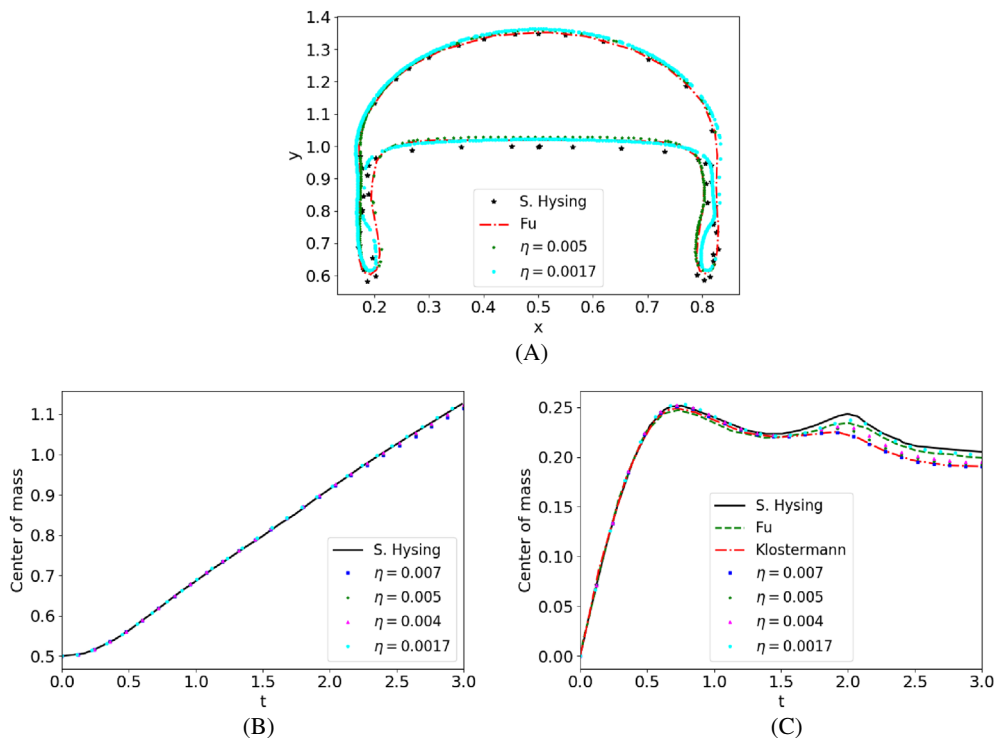 1.4
1.3
1.2
1.1
1.0
0.9
0.8
0.7
0.6
y
S. Hysing
Fu
η = 0.005
η = 0.0017
0.2 0.3 0.4 0.5 0.6 0.7 0.8
x
(A)
1.1
1.0
0.9
0.8
0.7
0.6
0.5
Center of mass
S. Hysing
η = 0.007
η = 0.005
η = 0.004
η = 0.0017
0.0 0.5 1.0 1.5 2.0 2.5 3.0
t
(B)
0.25
0.20
0.15
0.10
0.05
0.00
Center of mass
S. Hysing
Fu
Klostermann
η = 0.007
η = 0.005
η = 0.004
η = 0.0017
0.0 0.5 1.0 1.5 2.0 2.5 3.0
t
(C)